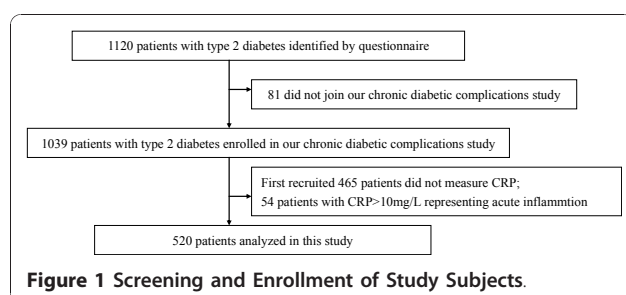 1120 patients with type 2 diabetes identified by questionnaire
81 did not join our chronic diabetic complications study
1039 patients with type 2 diabetes enrolled in our chronic diabetic complications study
First recruited 465 patients did not measure CRP;
54 patients with CRP>10mg/L representing acute inflammtion
520 patients analyzed in this study
Figure 1 Screening and Enrollment of Study Subjects.